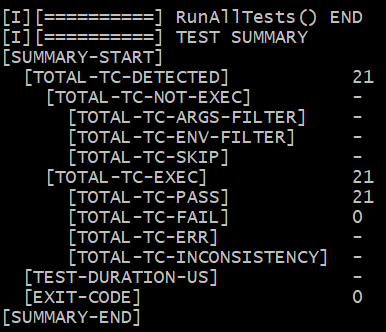 [I][==========] RunAllTests() END
[I][==========] TEST SUMMARY
[SUMMARY-START]
  [TOTAL-TC-DETECTED]           21
    [TOTAL-TC-NOT-EXEC]         -
      [TOTAL-TC-ARGS-FILTER]    -
      [TOTAL-TC-ENV-FILTER]     -
      [TOTAL-TC-SKIP]           -
    [TOTAL-TC-EXEC]             21
      [TOTAL-TC-PASS]           21
      [TOTAL-TC-FAIL]           0
      [TOTAL-TC-ERR]            -
      [TOTAL-TC-INCONSISTENCY]  -
  [TEST-DURATION-US]            -
  [EXIT-CODE]                   0
[SUMMARY-END]